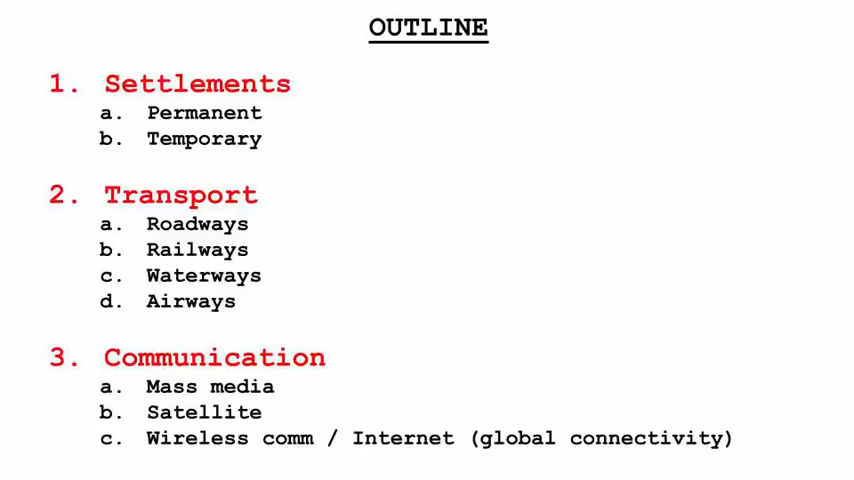 OUTLINE
1. Settlements
a. Permanent
b. Temporary
2. Transport
a. Roadways
b. Railways
c. Waterways
d. Airways
3. Communication
a. Mass media
b. Satellite
c. Wireless comm / Internet (global connectivity)